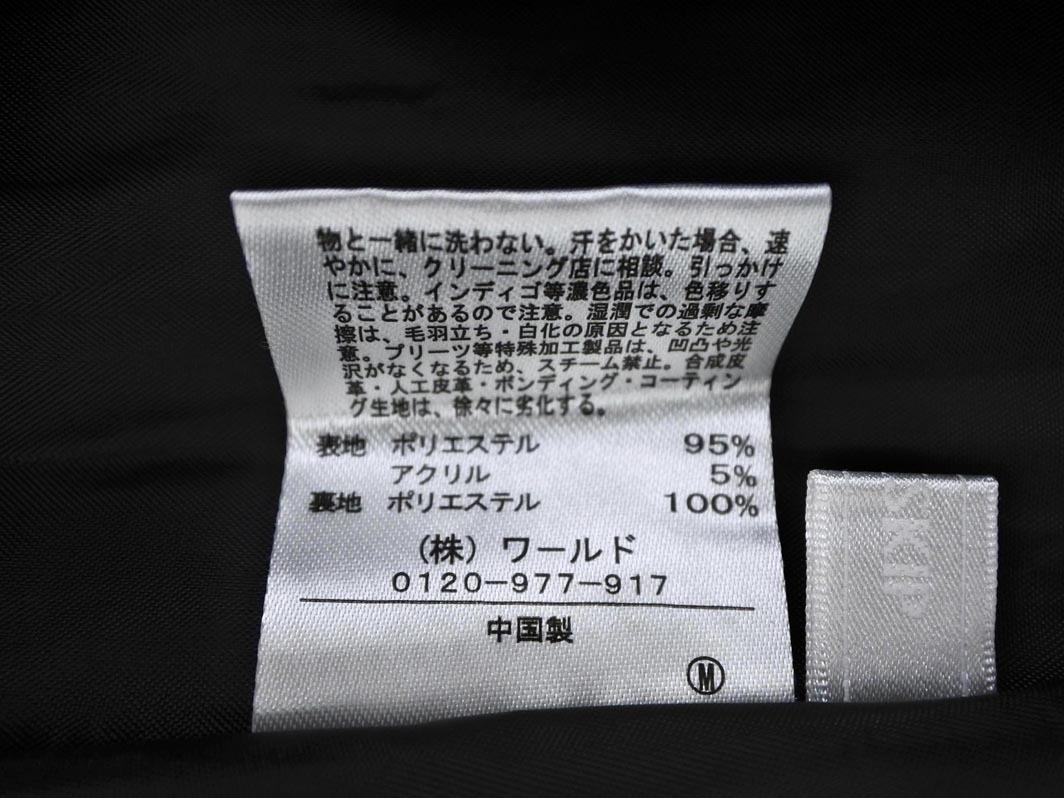 物と一緒に洗わない。汗をかいた場合、速
やかに、クリーニング店に相談。引っかけ
に注意。インディゴ等濃色品は、色移りす
ることがあるので注意。湿潤での過剰な摩
擦は、毛羽立ち・白化の原因となるため注
意。プリーツ等特殊加工製品は、凹凸や光
沢がなくなるため、スチーム禁止。合成皮
革・人工皮革・ボンディング・コーティン
グ生地は、徐々に劣化する。
表地 ポリエステル 95%
アクリル 5%
裏地 ポリエステル 100%
(株) ワールド
0120-977-917
中国製
M
SKIP